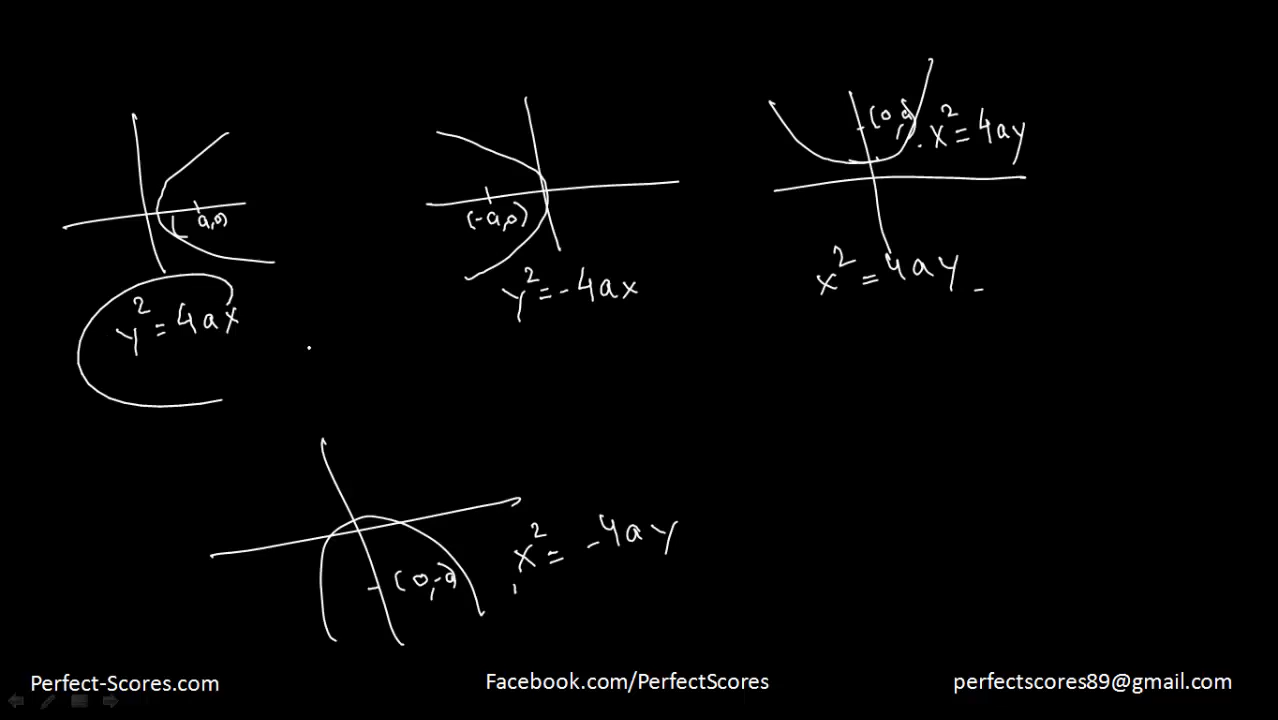 (a,0)
y² = 4ax
(-a,0)
y² = -4ax
(0,a)
x² = 4ay
x² = 4ay
(0,-a)
x² = -4ay
Perfect-Scores.com
Facebook.com/PerfectScores
perfectscores89@gmail.com